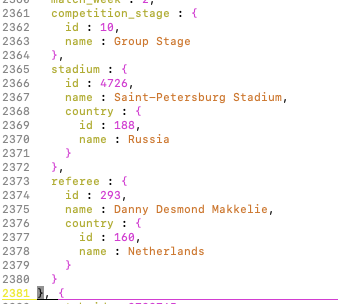 match_week : 2,
2361 competition_stage : {
2362 id : 10,
2363 name : Group Stage
2364 },
2365 stadium : {
2366 id : 4726,
2367 name : Saint-Petersburg Stadium,
2368 country : {
2369 id : 188,
2370 name : Russia
2371 }
2372 },
2373 referee : {
2374 id : 293,
2375 name : Danny Desmond Makkelie,
2376 country : {
2377 id : 160,
2378 name : Netherlands
2379 }
2380 }
2381 }, {